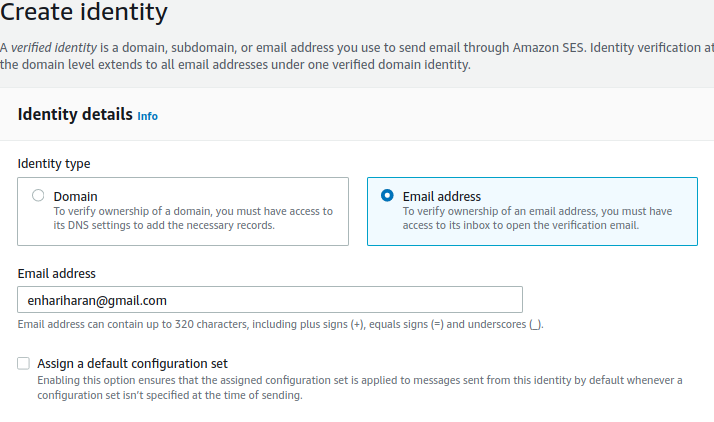 Create identity
A verified identity is a domain, subdomain, or email address you use to send email through Amazon SES. Identity verification at
the domain level extends to all email addresses under one verified domain identity.
Identity details Info
Identity type
Domain
To verify ownership of a domain, you must have access to
its DNS settings to add the necessary records.
Email address
To verify ownership of an email address, you must have
access to its inbox to open the verification email.
Email address
enhariharan@gmail.com
Email address can contain up to 320 characters, including plus signs (+), equals signs (=) and underscores (_).
Assign a default configuration set
Enabling this option ensures that the assigned configuration set is applied to messages sent from this identity by default whenever a
configuration set isn't specified at the time of sending.